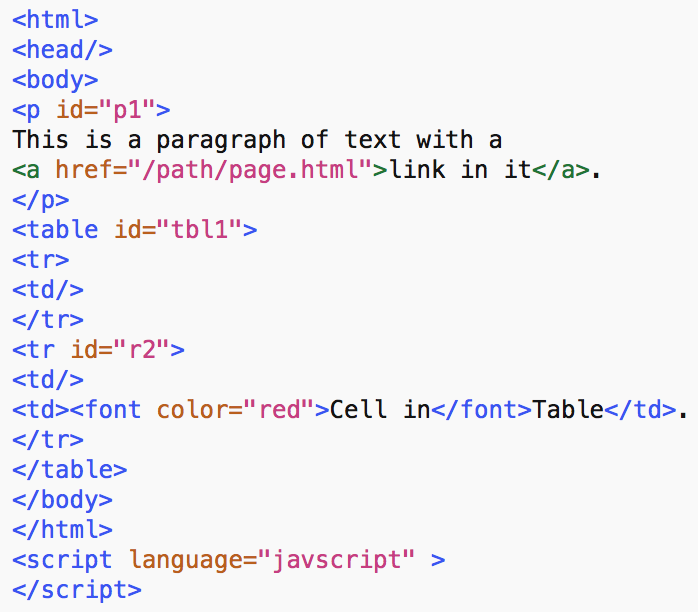 <html>
<head/>
<body>
<p id="p1">
This is a paragraph of text with a
<a href="/path/page.html">link in it</a>.
</p>
<table id="tbl1">
<tr>
<td/>
</tr>
<tr id="r2">
<td/>
<td><font color="red">Cell in</font>Table</td>.
</tr>
</table>
</body>
</html>
<script language="javscript" >
</script>